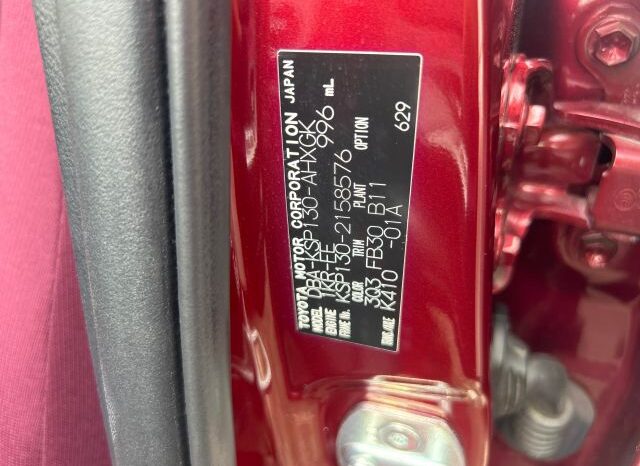 TOYOTA MOTOR CORPORATION JAPAN
MODEL DBA-KSP130-AHXGK
ENGINE 1KR-FE 996 mL
FRAME No. KSP130-2158576
COLOR TRIM PLANT OPTION
3Q3 FB30 B11 629
TRANS./AXLE K410 -01A